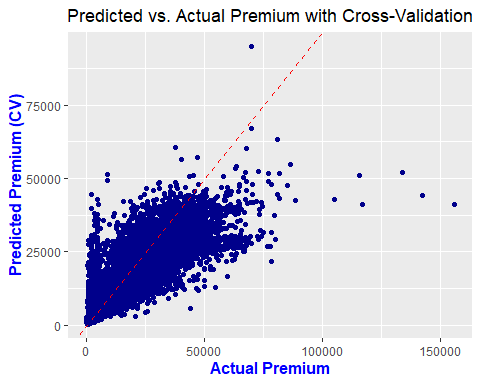 Predicted vs. Actual Premium with Cross-Validation
Predicted Premium (CV)
75000
50000
25000
0
0 50000 100000 150000
Actual Premium